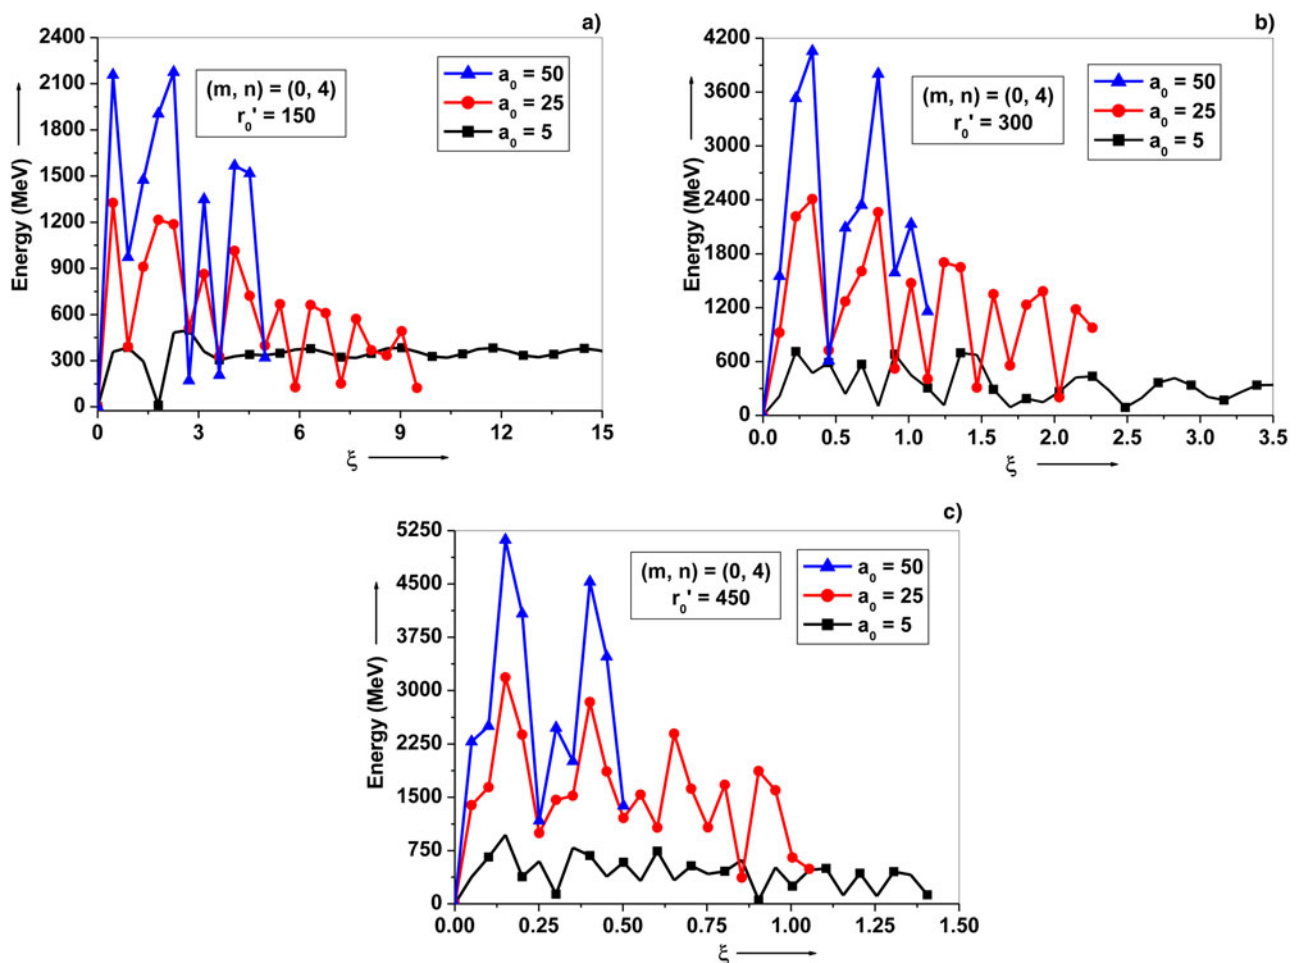 a)
2400
2100
1800
1500
1200
900
600
300
0
Energy (MeV)
(m, n) = (0, 4)
r₀' = 150
a₀ = 50
a₀ = 25
a₀ = 5
0 3 6 9 12 15
ξ
b)
4200
3600
3000
2400
1800
1200
600
0
Energy (MeV)
(m, n) = (0, 4)
r₀' = 300
a₀ = 50
a₀ = 25
a₀ = 5
0.0 0.5 1.0 1.5 2.0 2.5 3.0 3.5
ξ
c)
5250
4500
3750
3000
2250
1500
750
0
Energy (MeV)
(m, n) = (0, 4)
r₀' = 450
a₀ = 50
a₀ = 25
a₀ = 5
0.00 0.25 0.50 0.75 1.00 1.25 1.50
ξ